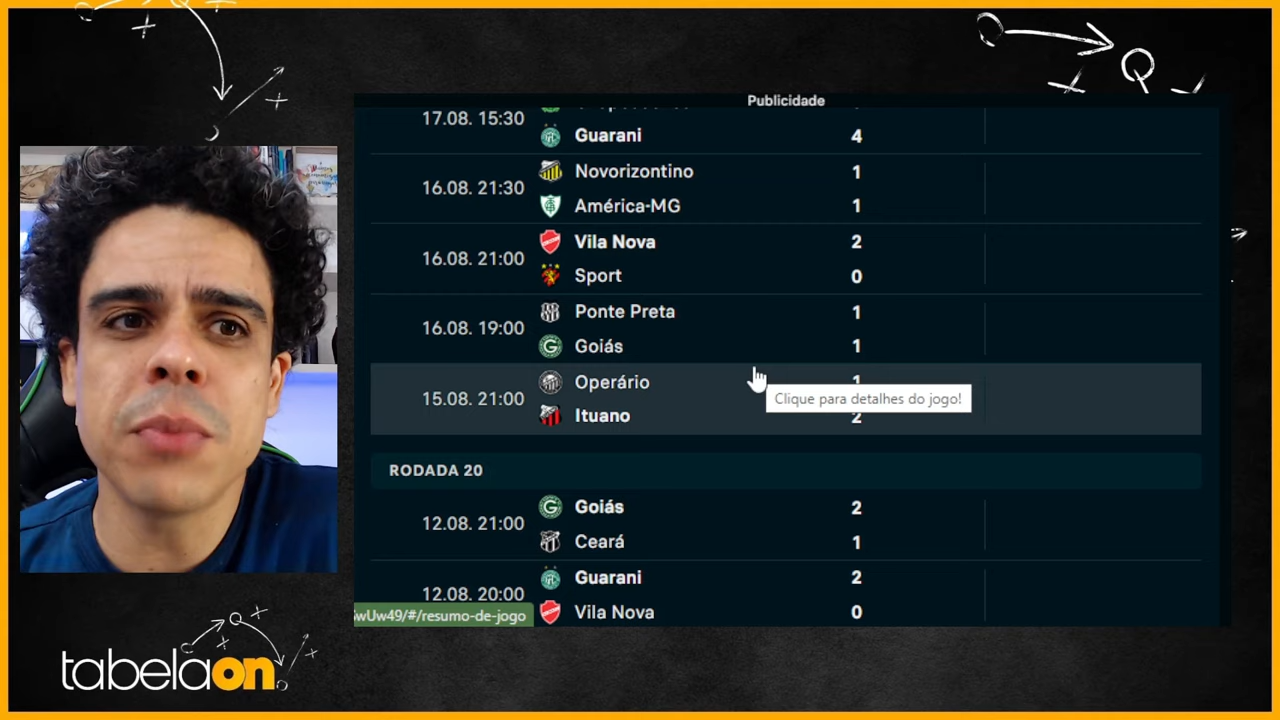 Publicidade
17.08. 15:30
Guarani 4
16.08. 21:30
Novorizontino 1
América-MG 1
16.08. 21:00
Vila Nova 2
Sport 0
16.08. 19:00
Ponte Preta 1
Goiás 1
15.08. 21:00
Operário 1
Clique para detalhes do jogo!
Ituano 2
RODADA 20
12.08. 21:00
Goiás 2
Ceará 1
12.08. 20:00
Guarani 2
Vila Nova 0
wUw49/#/resumo-de-jogo
tabelaon